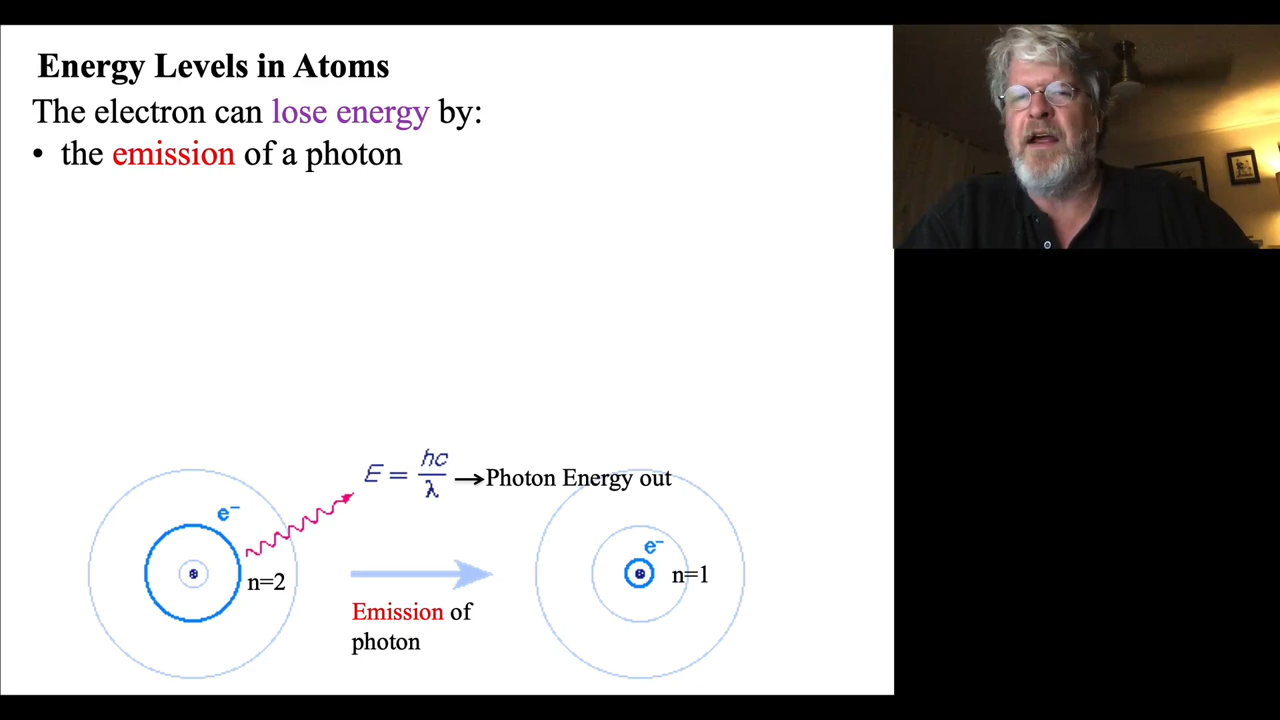 Energy Levels in Atoms
The electron can lose energy by:
• the emission of a photon
E = hc/λ → Photon Energy out
e⁻
n=2
e⁻
n=1
Emission of
photon